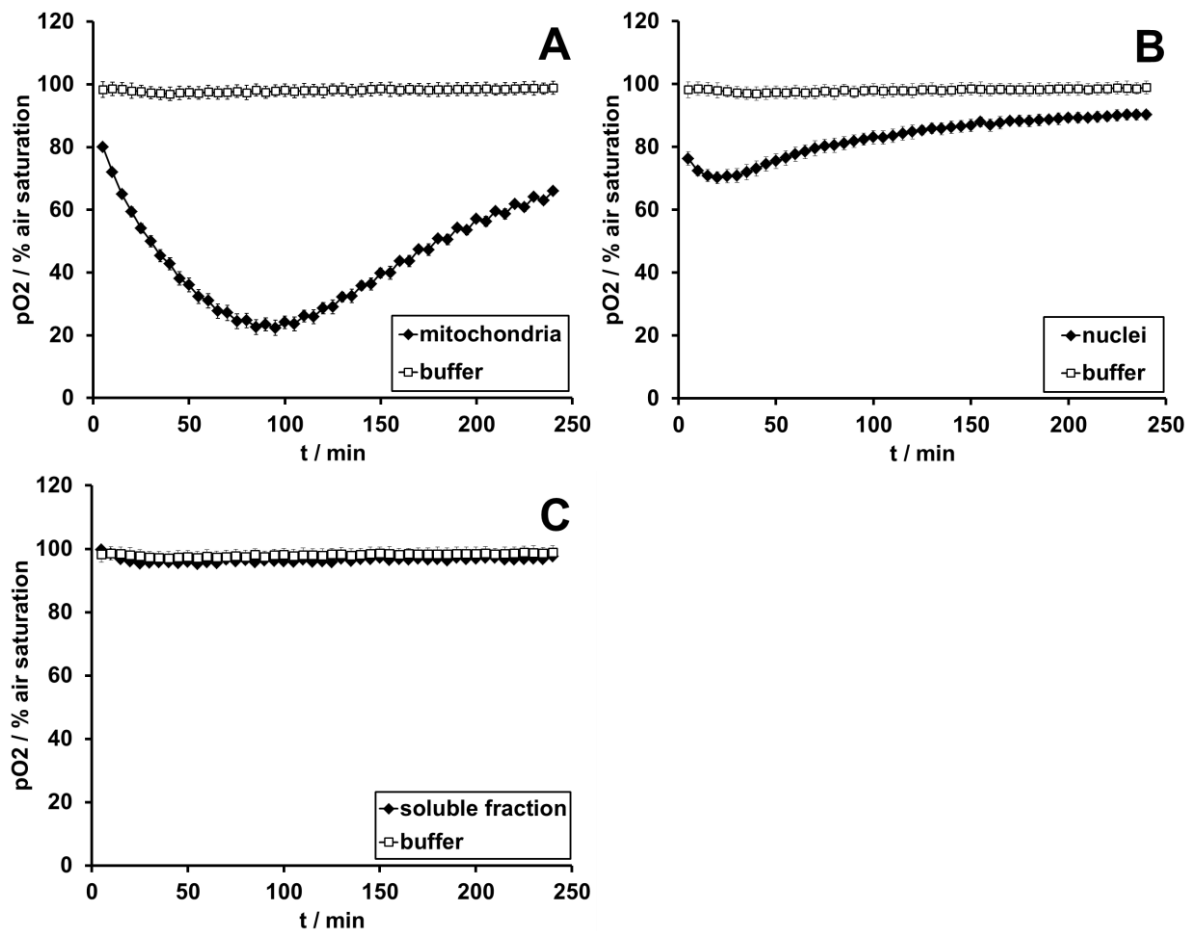 A
pO2 / % air saturation
120
100
80
60
40
20
0
0 50 100 150 200 250
t / min
mitochondria
buffer
B
pO2 / % air saturation
120
100
80
60
40
20
0
0 50 100 150 200 250
t / min
nuclei
buffer
C
pO2 / % air saturation
120
100
80
60
40
20
0
0 50 100 150 200 250
t / min
soluble fraction
buffer